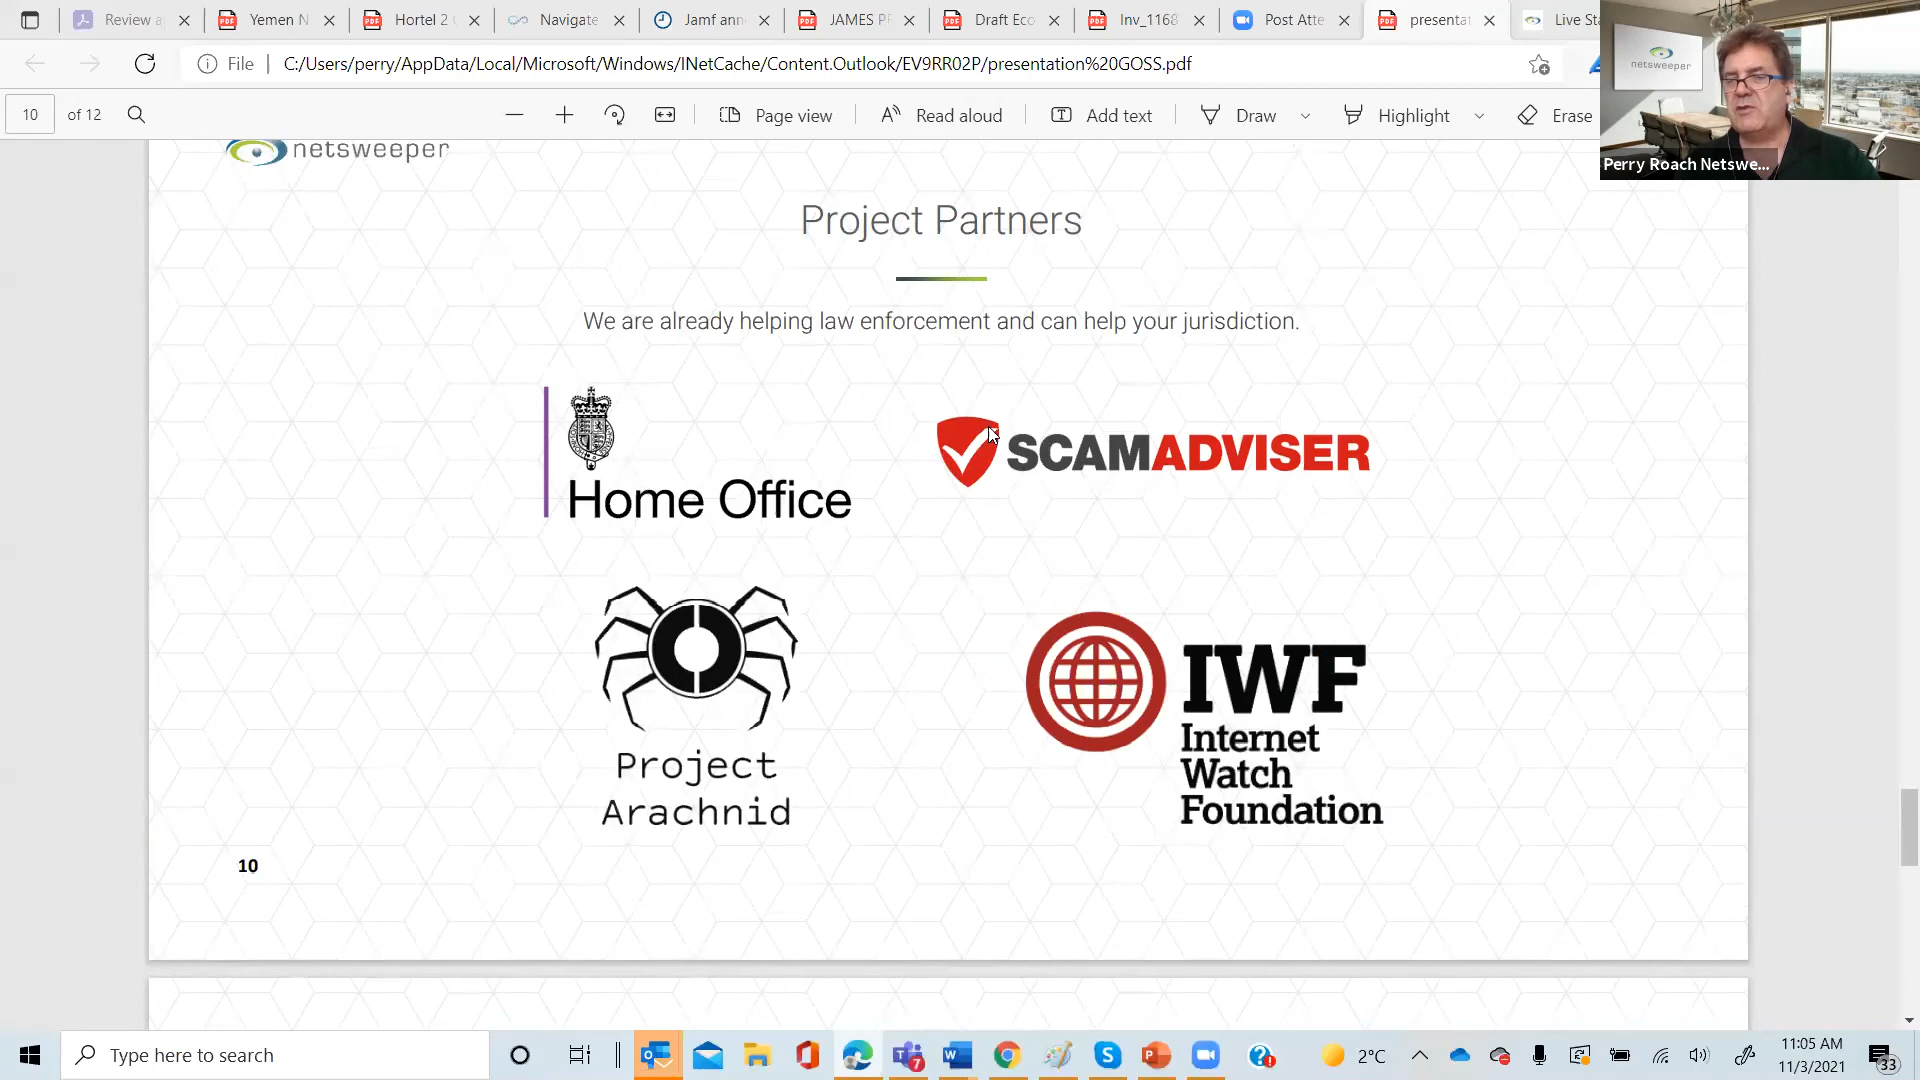 Review a
Yemen N
Hortel 2
Navigate
Jamf ann
JAMES PR
Draft Eco
Inv_1168
Post Atte
presentat
Live Sta
File
C:/Users/perry/AppData/Local/Microsoft/Windows/INetCache/Content.Outlook/EV9RR02P/presentation%20GOSS.pdf
10 of 12
Page view
Read aloud
Add text
Draw
Highlight
Erase
netsweeper
Perry Roach Netswe...
netsweeper
Project Partners
We are already helping law enforcement and can help your jurisdiction.
Home Office
SCAMADVISER
Project
Arachnid
IWF
Internet
Watch
Foundation
10
Type here to search
7
2°C
11:05 AM
11/3/2021
33